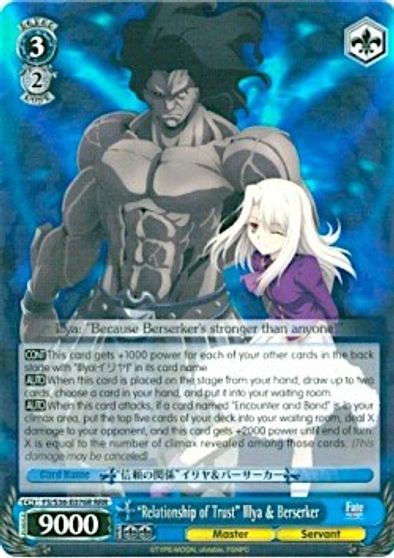 3
LEVEL
2
COST
Illya: "Because Berserker's stronger than anyone!"
CONT This card gets +1000 power for each of your other cards in the back
stage with "Illya/イリヤ" in its card name
AUTO When this card is placed on the stage from your hand, draw up to two
cards, choose a card in your hand, and put it into your waiting room.
AUTO When this card attacks, if a card named "Encounter and Bond" is in your
climax area, put the top five cards of your deck into your waiting room, deal X
damage to your opponent, and this card gets +2000 power until end of turn.
X is equal to the number of climax revealed among those cards. (This
damage may be canceled)
Card Name
"信頼の関係" イリヤ&バーサーカー
9000
"Relationship of Trust" Illya & Berserker
Fate
Master
Servant